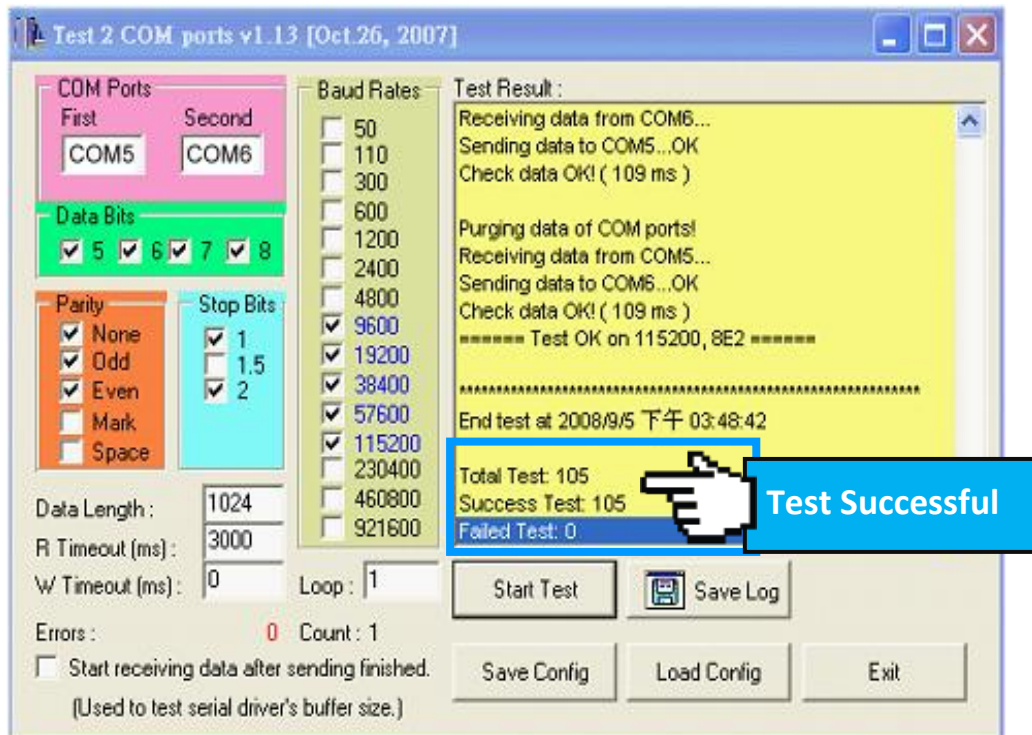 Test 2 COM ports v1.13 [Oct.26, 2007]
COM Ports
First Second
COM5 COM6
Data Bits
5 6 7 8
Parity
None
Odd
Even
Mark
Space
Stop Bits
1
1.5
2
Baud Rates
50
110
300
600
1200
2400
4800
9600
19200
38400
57600
115200
230400
460800
921600
Test Result :
Receiving data from COM6...
Sending data to COM5...OK
Check data OK! ( 109 ms )
Purging data of COM ports!
Receiving data from COM5...
Sending data to COM6...OK
Check data OK! ( 109 ms )
====== Test OK on 115200, 8E2 ======
***************************************************************
End test at 2008/9/5 下午 03:48:42
Total Test: 105
Success Test: 105
Failed Test: 0
Test Successful
Data Length : 1024
R Timeout (ms) : 3000
W Timeout (ms) : 0
Loop : 1
Errors : 0 Count : 1
Start receiving data after sending finished.
(Used to test serial driver's buffer size.)
Start Test
Save Log
Save Config
Load Config
Exit